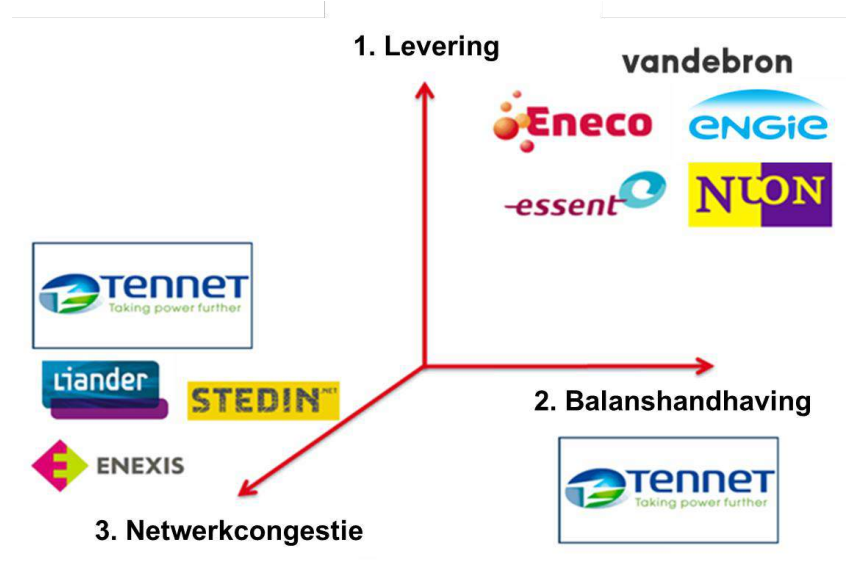 1. Levering
vandebron
Eneco
ENGIE
essent
NUON
TenneT
Taking power further
Liander
STEDIN.NET
ENEXIS
2. Balanshandhaving
TenneT
Taking power further
3. Netwerkcongestie